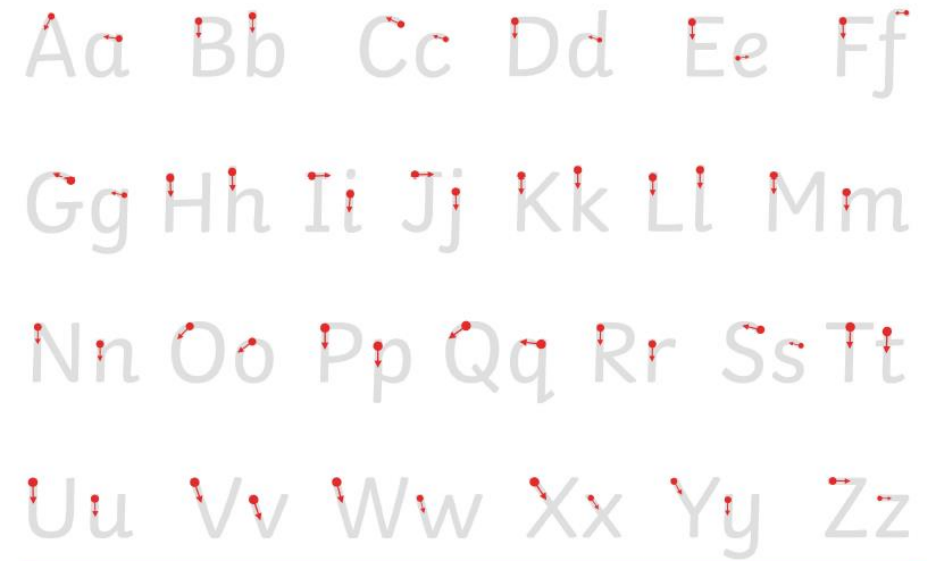 Aa Bb Cc Dd Ee Ff
Gg Hh Ii Jj Kk Ll Mm
Nn Oo Pp Qq Rr Ss Tt
Uu Vv Ww Xx Yy Zz